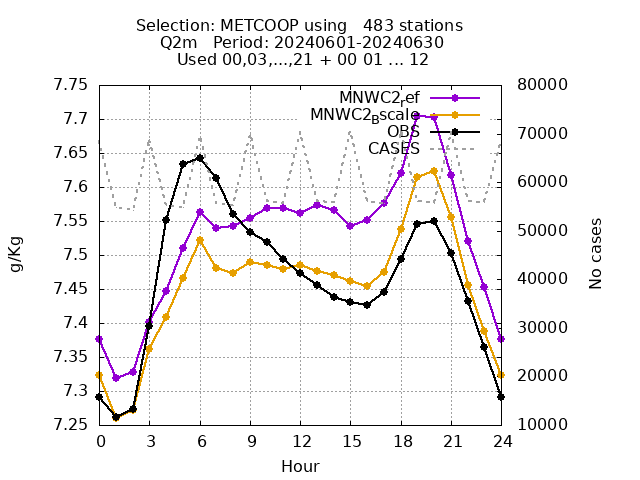 Selection: METCOOP using   483 stations
Q2m   Period: 20240601-20240630
Used 00,03,...,21 + 00 01 ... 12
7.75
7.7
7.65
7.6
7.55
7.5
7.45
7.4
7.35
7.3
7.25
g/Kg
MNWC2ref
MNWC2Bscale
OBS
CASES
80000
70000
60000
50000
40000
30000
20000
10000
No cases
0 3 6 9 12 15 18 21 24
Hour